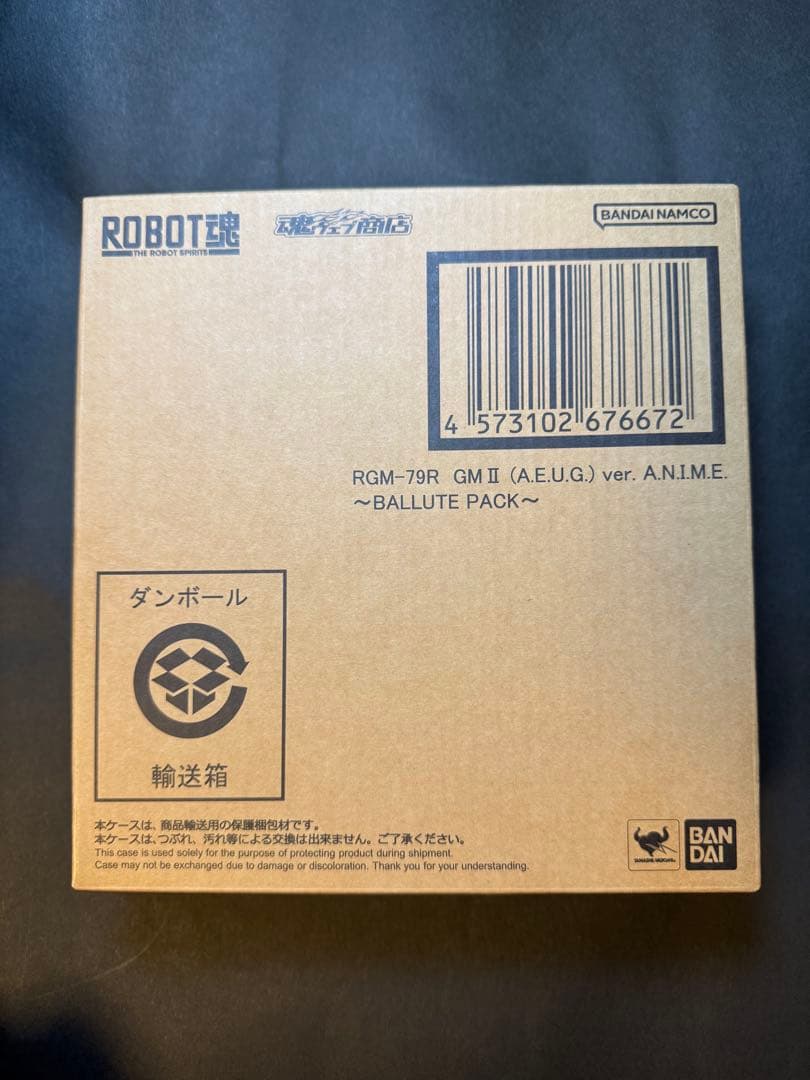 ROBOT魂
THE ROBOT SPIRITS
魂ウェブ商店
BANDAI NAMCO
4 573102 676672
RGM-79R GMⅡ (A.E.U.G.) ver. A.N.I.M.E.
～BALLUTE PACK～
ダンボール
輸送箱
本ケースは、商品輸送用の保護梱包材です。
本ケースは、つぶれ、汚れ等による交換は出来ません。ご了承ください。
This case is used solely for the purpose of protecting product during shipment.
Case may not be exchanged due to damage or discoloration. Thank you for your understanding.
TAMASHII NATIONS
BAN
DAI